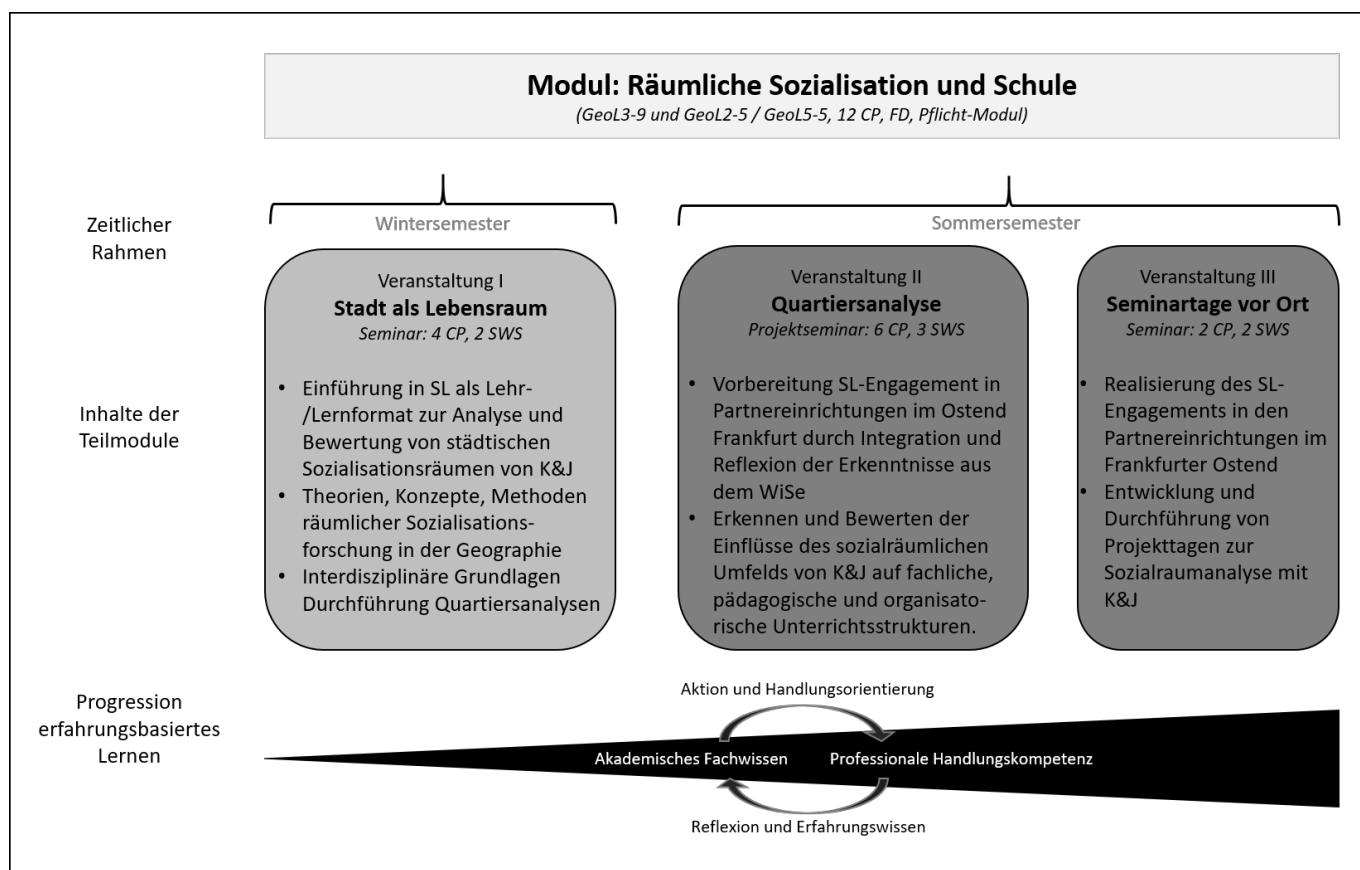 Modul: Räumliche Sozialisation und Schule
(GeoL3-9 und GeoL2-5 / GeoL5-5, 12 CP, FD, Pflicht-Modul)
Zeitlicher
Rahmen
Wintersemester
Sommersemester
Inhalte der
Teilmodule
Veranstaltung I
Stadt als Lebensraum
Seminar: 4 CP, 2 SWS
• Einführung in SL als Lehr-
/Lernformat zur Analyse und
Bewertung von städtischen
Sozialisationsräumen von K&J
• Theorien, Konzepte, Methoden
räumlicher Sozialisations-
forschung in der Geographie
• Interdisziplinäre Grundlagen
Durchführung Quartiersanalysen
Veranstaltung II
Quartiersanalyse
Projektseminar: 6 CP, 3 SWS
• Vorbereitung SL-Engagement in
Partnereinrichtungen im Ostend
Frankfurt durch Integration und
Reflexion der Erkenntnisse aus
dem WiSe
• Erkennen und Bewerten der
Einflüsse des sozialräumlichen
Umfelds von K&J auf fachliche,
pädagogische und organisato-
rische Unterrichtsstrukturen.
Veranstaltung III
Seminartage vor Ort
Seminar: 2 CP, 2 SWS
• Realisierung des SL-
Engagements in den
Partnereinrichtungen im
Frankfurter Ostend
• Entwicklung und
Durchführung von
Projekttagen zur
Sozialraumanalyse mit
K&J
Progression
erfahrungsbasiertes
Lernen
Aktion und Handlungsorientierung
Akademisches Fachwissen
Professionale Handlungskompetenz
Reflexion und Erfahrungswissen